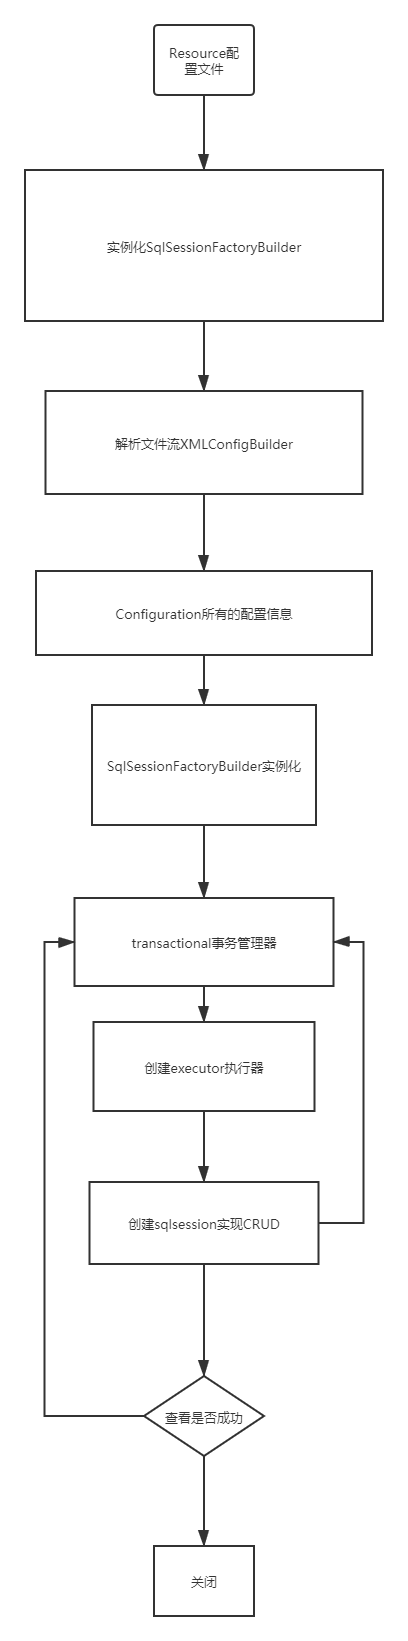 Resource配
置文件
实例化SqlSessionFactoryBuilder
解析文件流XMLConfigBuilder
Configuration所有的配置信息
SqlSessionFactoryBuilder实例化
transactional事务管理器
创建executor执行器
创建sqlsession实现CRUD
查看是否成功
关闭